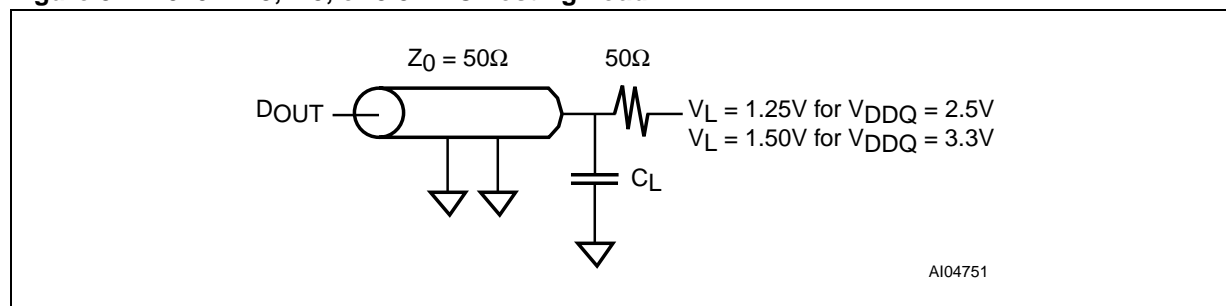 Z0 = 50Ω
50Ω
DOUT
VL = 1.25V for VDDQ = 2.5V
VL = 1.50V for VDDQ = 3.3V
CL
AI04751